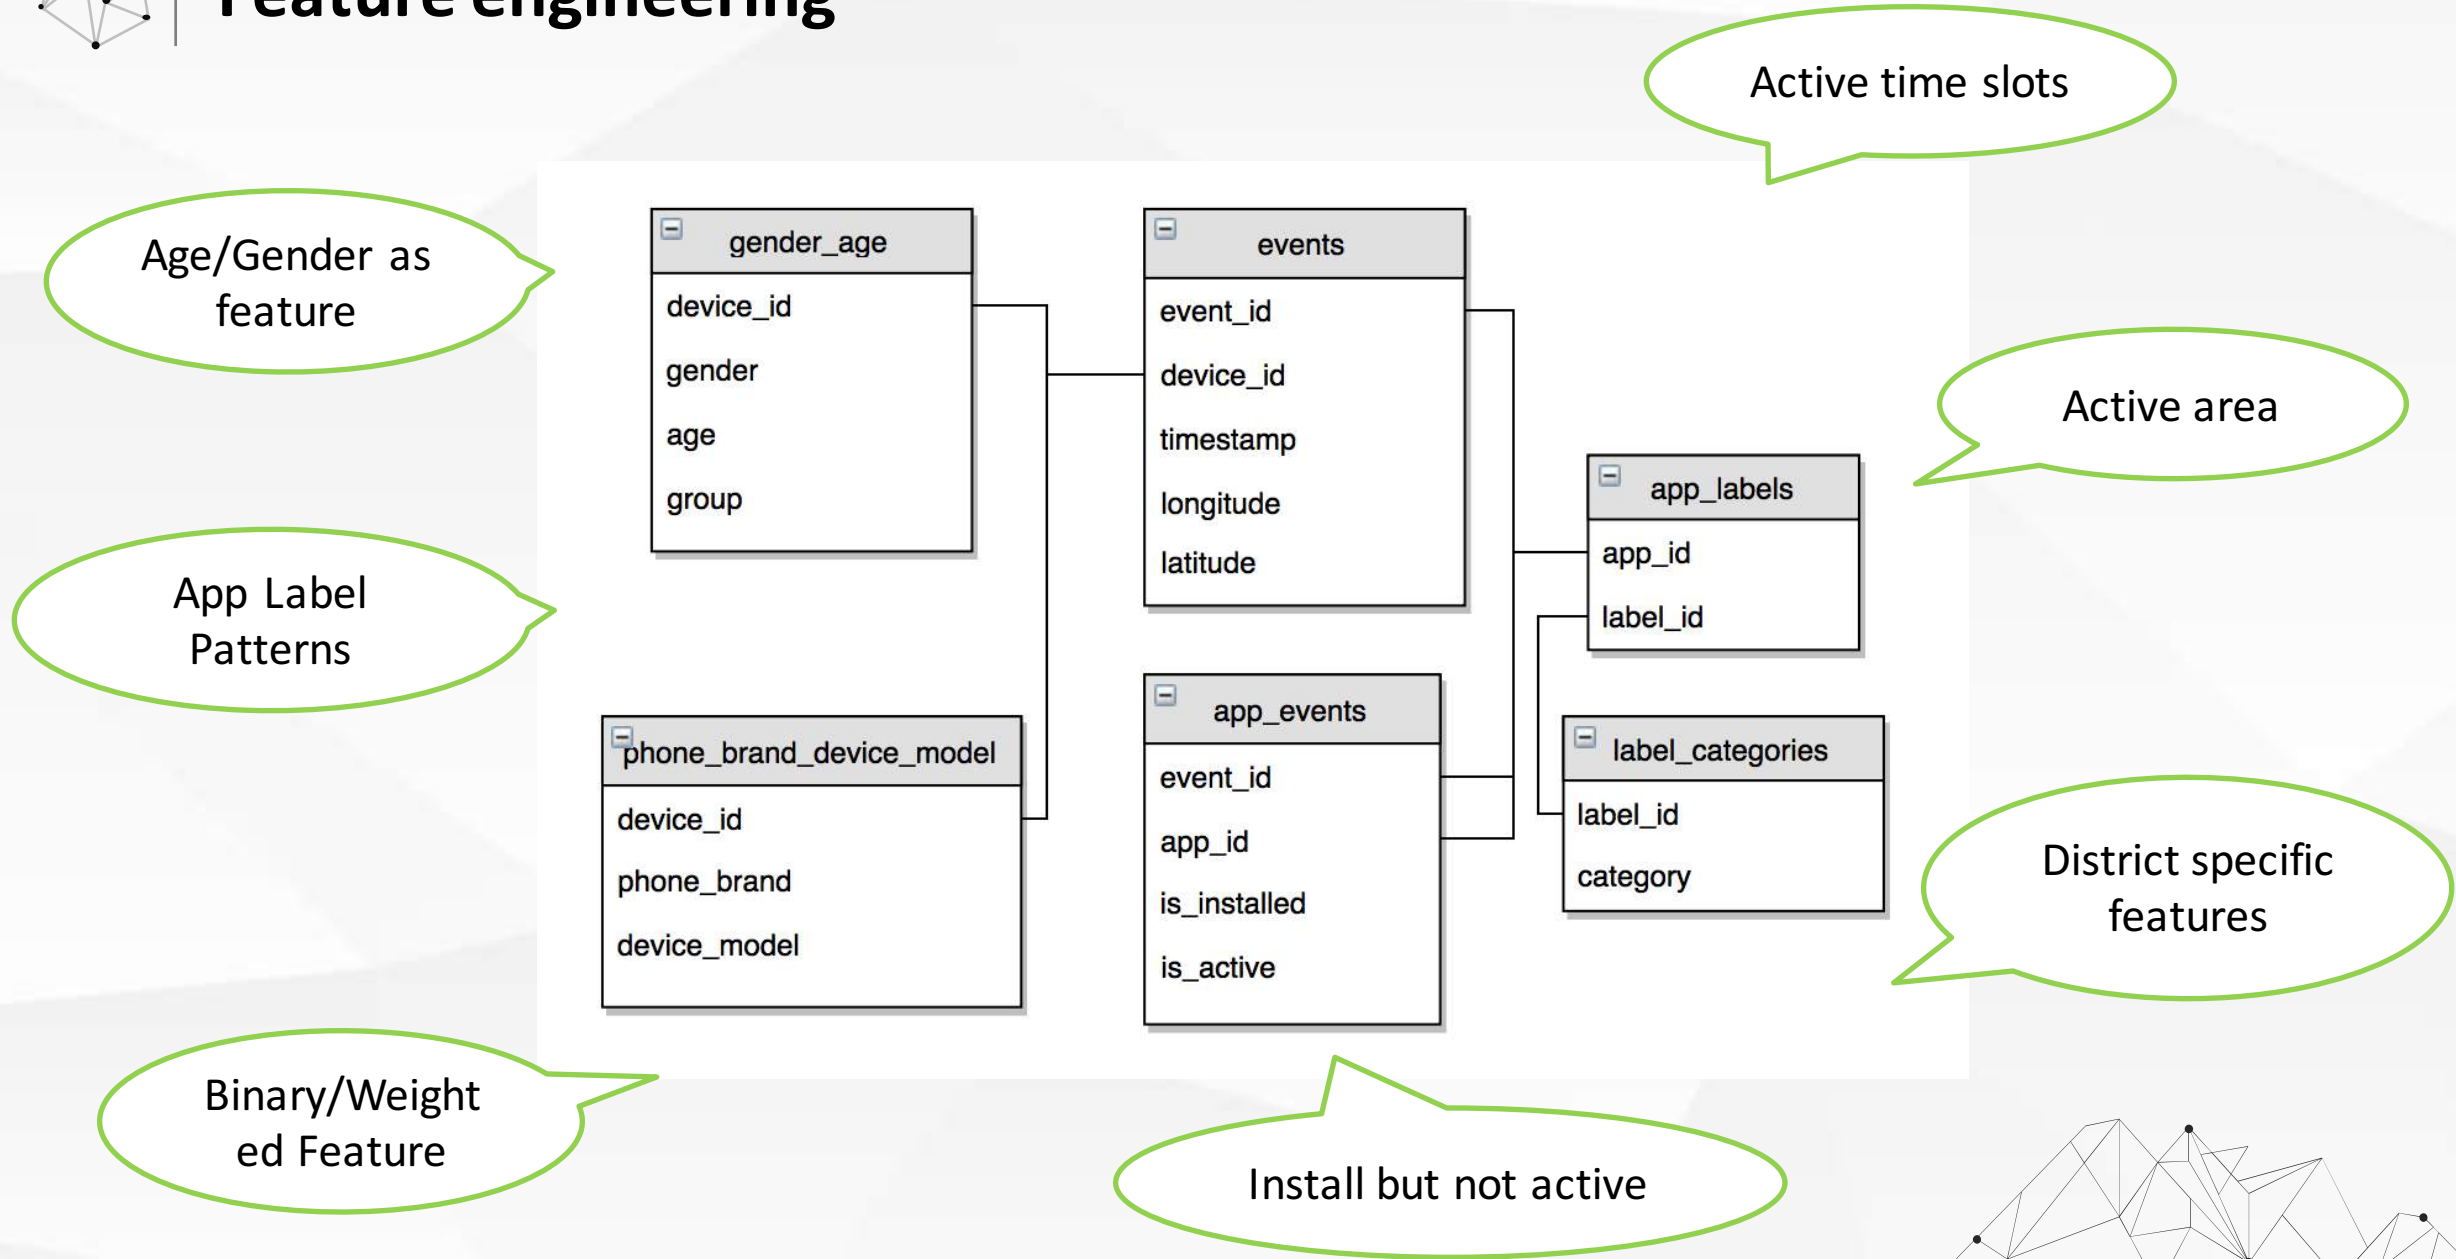 Feature engineering
Active time slots
Age/Gender as
feature
gender_age
device_id
gender
age
group
events
event_id
device_id
timestamp
longitude
latitude
Active area
app_labels
app_id
label_id
App Label
Patterns
phone_brand_device_model
device_id
phone_brand
device_model
app_events
event_id
app_id
is_installed
is_active
label_categories
label_id
category
District specific
features
Binary/Weight
ed Feature
Install but not active